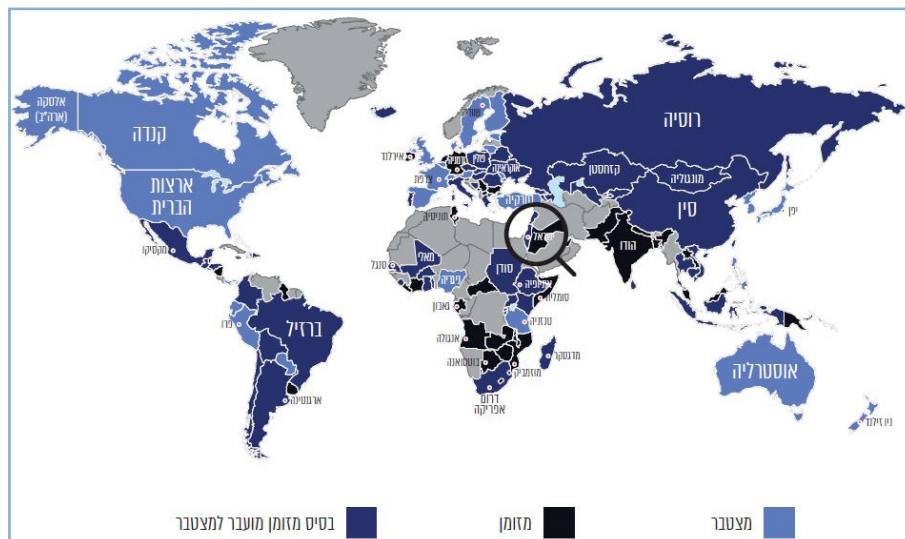 אלסקה
(ארה"ב)
קנדה
ארצות
הברית
מקסיקו
פרו
ברזיל
ארגנטינה
רוסיה
שוודיה
אירלנד
גרמניה
פולין
אוקראינה
צרפת
קזחסטן
מונגוליה
סין
יפן
טורקיה
ישראל
תוניסיה
הודו
סנגל
מאלי
סודן
ניגריה
אתיופיה
סומליה
גאבון
טנזניה
אנגולה
מדגסקר
בוטסואנה
מוזמביק
דרום
אפריקה
אוסטרליה
ניו זילנד
מצטבר
מזומן
בסיס מזומן מועבר למצטבר